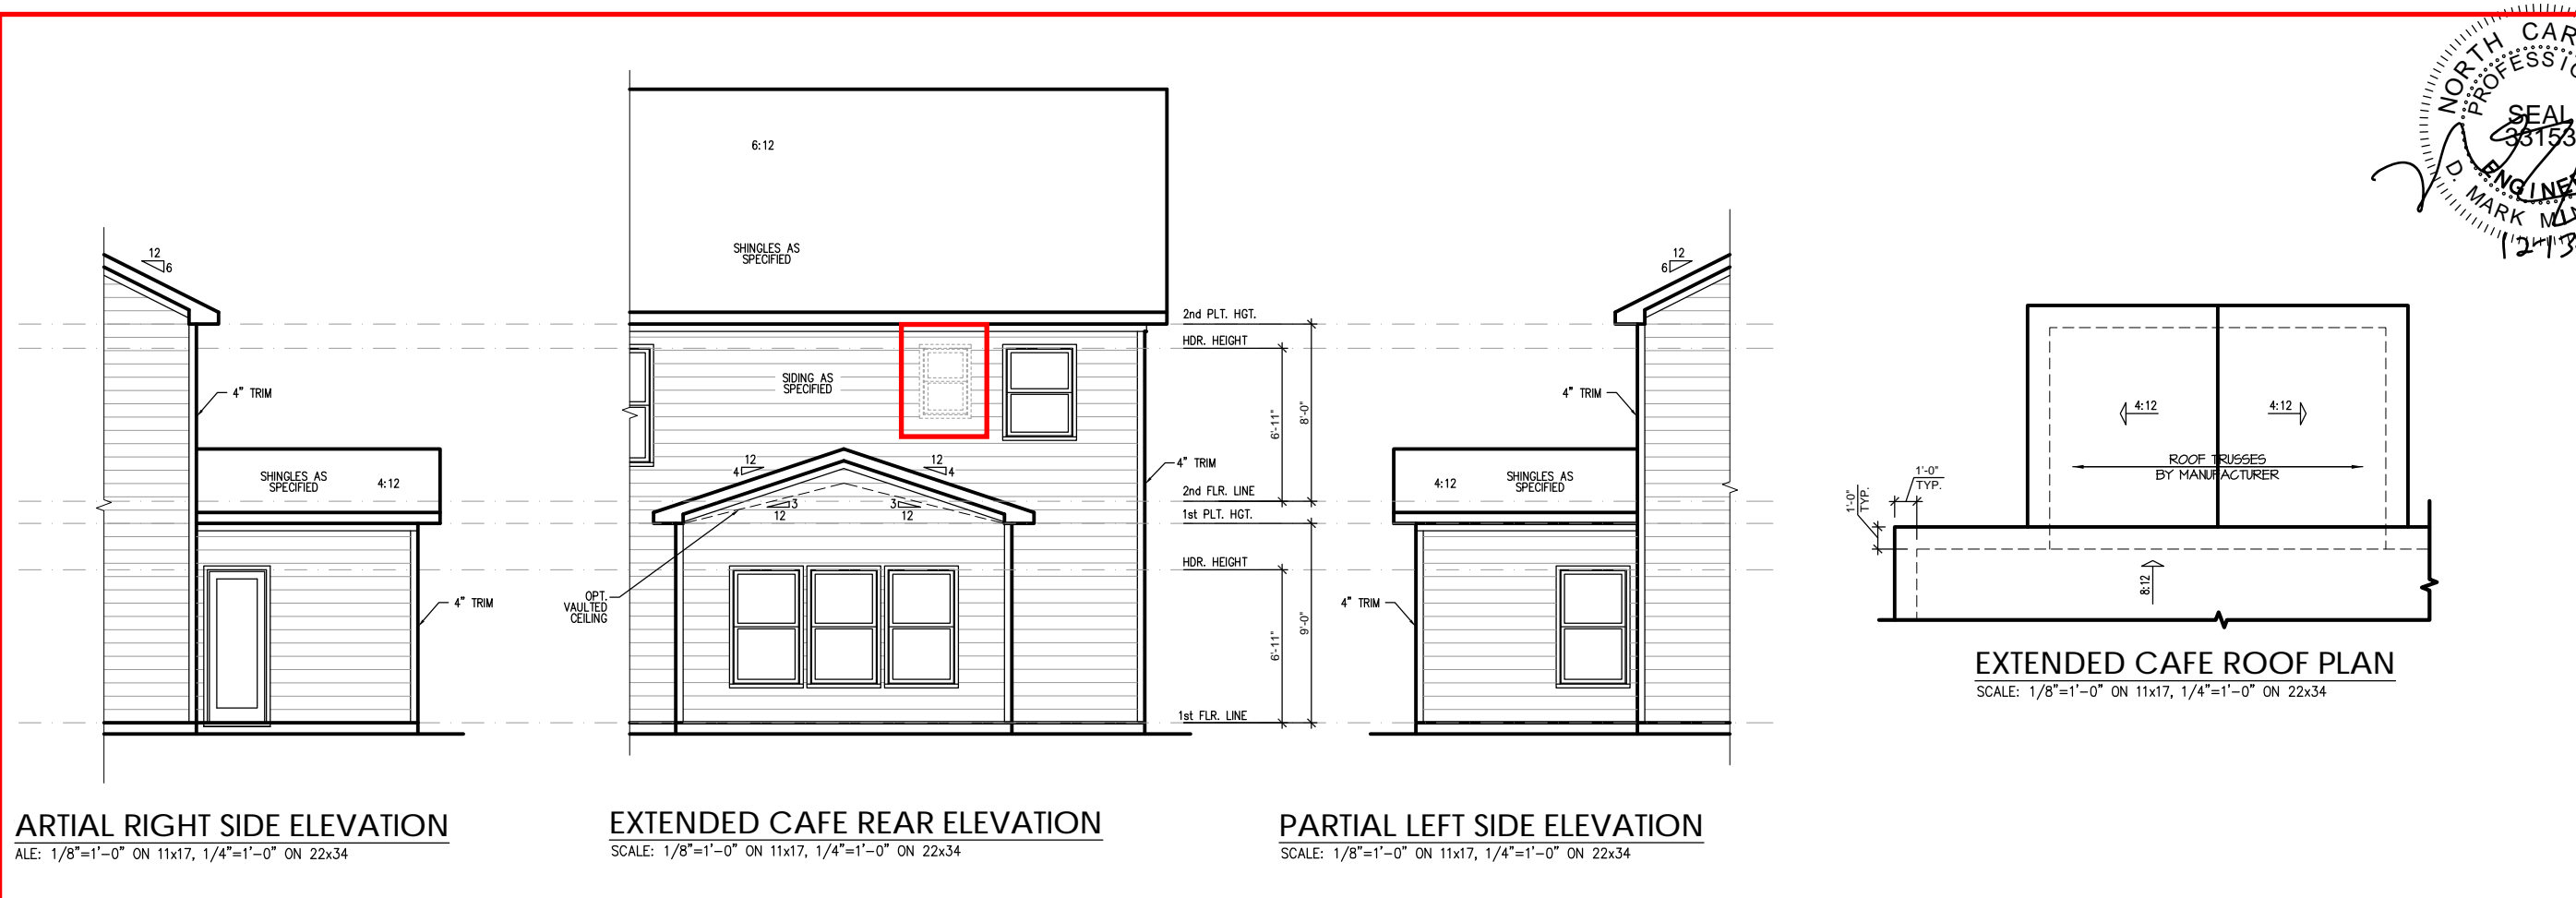 12
6
4" TRIM
SHINGLES AS
SPECIFIED
4:12
4" TRIM
ARTIAL RIGHT SIDE ELEVATION
ALE: 1/8"=1'-0" ON 11x17, 1/4"=1'-0" ON 22x34
6:12
SHINGLES AS
SPECIFIED
SIDING AS
SPECIFIED
12
4
12
4
3
12
3
12
OPT.
VAULTED
CEILING
4" TRIM
2nd PLT. HGT.
HDR. HEIGHT
6'-11"
8'-0"
2nd FLR. LINE
1st PLT. HGT.
HDR. HEIGHT
6'-11"
9'-0"
1st FLR. LINE
EXTENDED CAFE REAR ELEVATION
SCALE: 1/8"=1'-0" ON 11x17, 1/4"=1'-0" ON 22x34
12
6
4" TRIM
4:12
SHINGLES AS
SPECIFIED
4" TRIM
PARTIAL LEFT SIDE ELEVATION
SCALE: 1/8"=1'-0" ON 11x17, 1/4"=1'-0" ON 22x34
4:12
4:12
ROOF TRUSSES
BY MANUFACTURER
1'-0"
TYP.
1'-0"
TYP.
8:12
EXTENDED CAFE ROOF PLAN
SCALE: 1/8"=1'-0" ON 11x17, 1/4"=1'-0" ON 22x34
NORTH CAR
PROFESSIO
SEAL
33153
ENGINE
D. MARK MIN
12-13